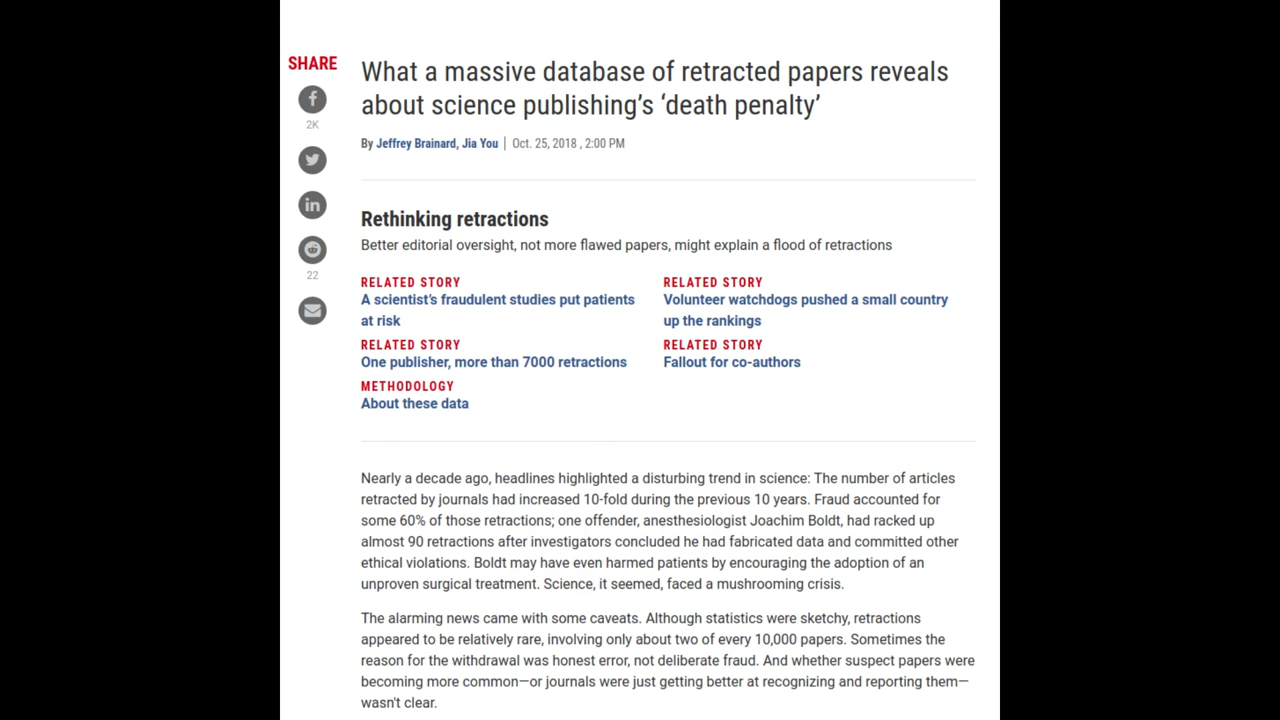 SHARE
2K
22
What a massive database of retracted papers reveals
about science publishing’s ‘death penalty’
By Jeffrey Brainard, Jia You | Oct. 25, 2018 , 2:00 PM
Rethinking retractions
Better editorial oversight, not more flawed papers, might explain a flood of retractions
RELATED STORY
A scientist’s fraudulent studies put patients
at risk
RELATED STORY
Volunteer watchdogs pushed a small country
up the rankings
RELATED STORY
One publisher, more than 7000 retractions
RELATED STORY
Fallout for co-authors
METHODOLOGY
About these data
Nearly a decade ago, headlines highlighted a disturbing trend in science: The number of articles
retracted by journals had increased 10-fold during the previous 10 years. Fraud accounted for
some 60% of those retractions; one offender, anesthesiologist Joachim Boldt, had racked up
almost 90 retractions after investigators concluded he had fabricated data and committed other
ethical violations. Boldt may have even harmed patients by encouraging the adoption of an
unproven surgical treatment. Science, it seemed, faced a mushrooming crisis.
The alarming news came with some caveats. Although statistics were sketchy, retractions
appeared to be relatively rare, involving only about two of every 10,000 papers. Sometimes the
reason for the withdrawal was honest error, not deliberate fraud. And whether suspect papers were
becoming more common—or journals were just getting better at recognizing and reporting them—
wasn't clear.